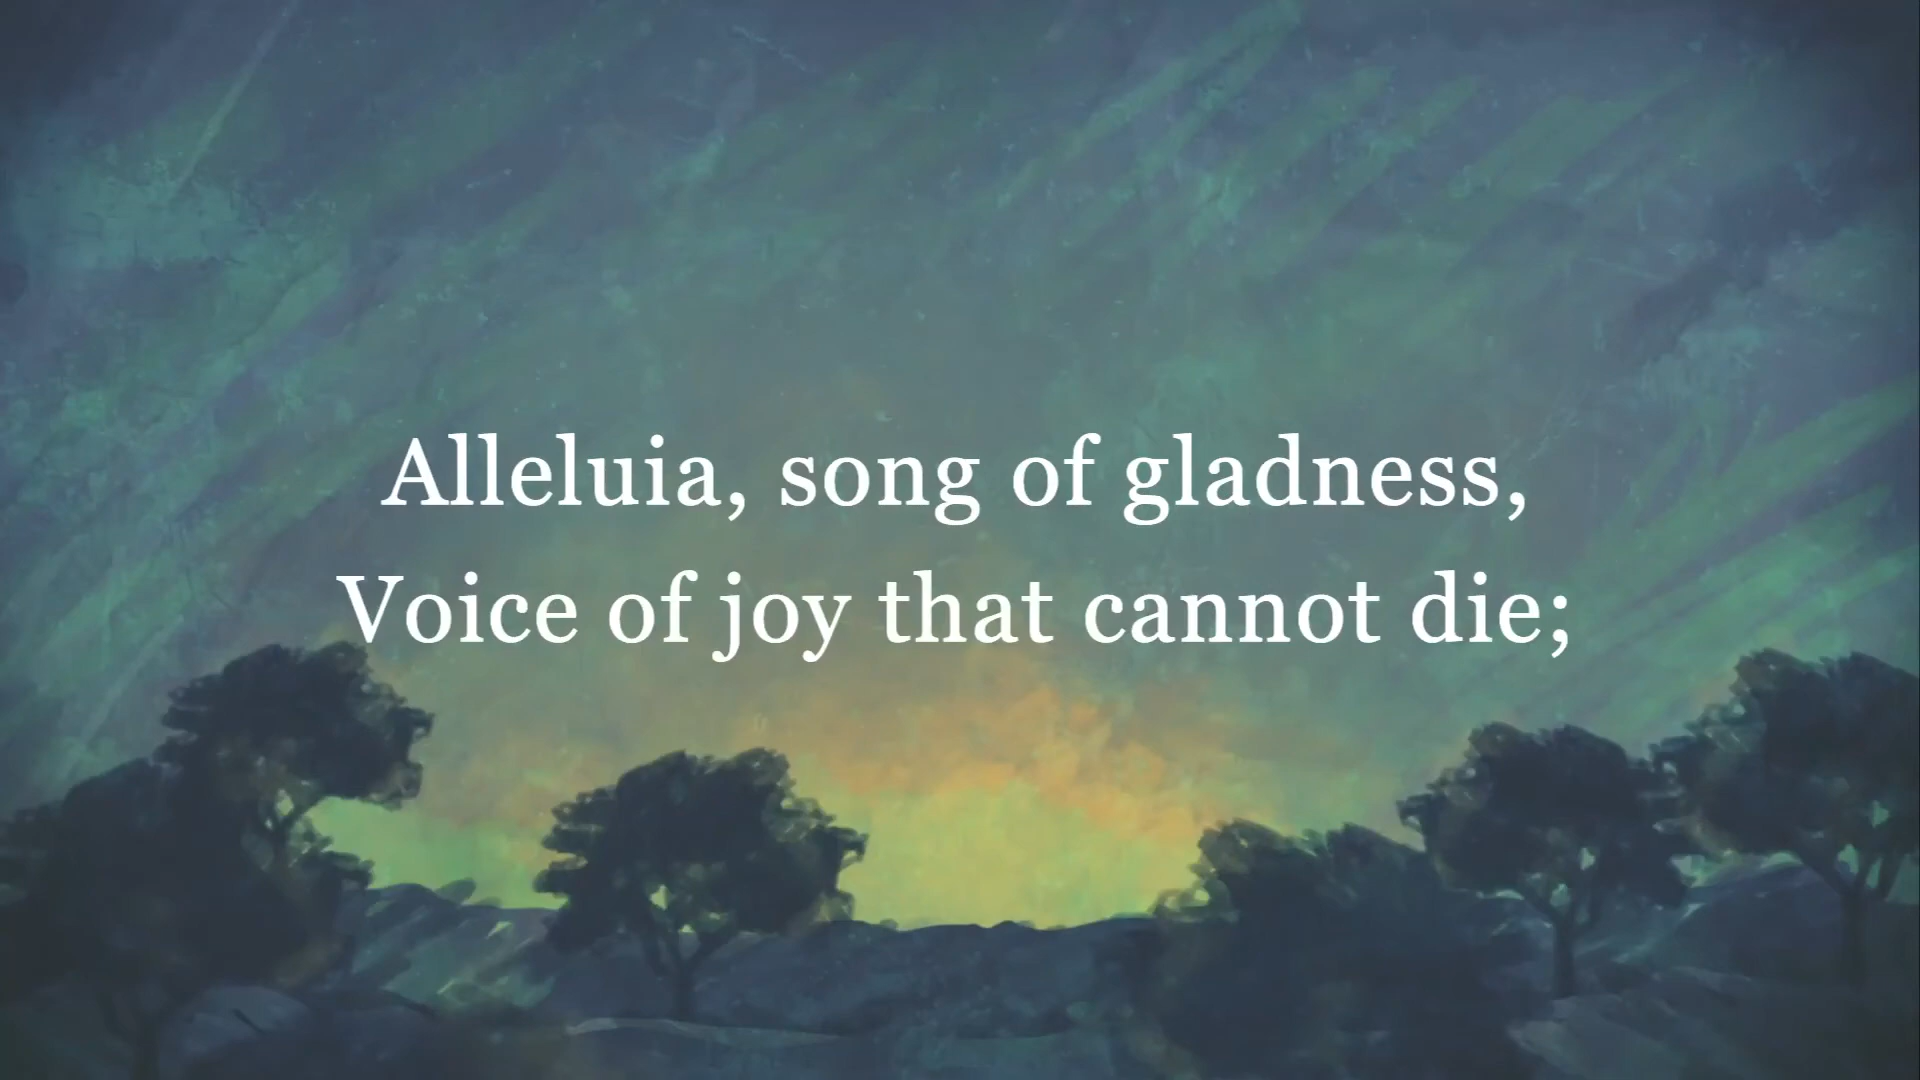 Alleluia, song of gladness,
Voice of joy that cannot die;